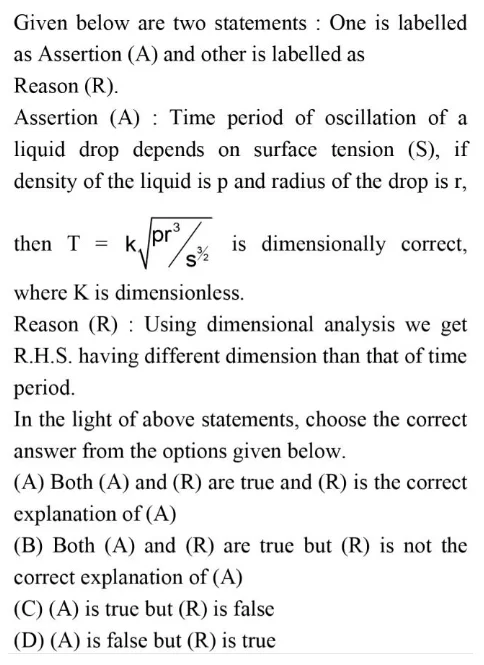 Given below are two statements : One is labelled
as Assertion (A) and other is labelled as
Reason (R).
Assertion (A) : Time period of oscillation of a
liquid drop depends on surface tension (S), if
density of the liquid is p and radius of the drop is r,
then T = k√(pr³/s^(3/2)) is dimensionally correct,
where K is dimensionless.
Reason (R) : Using dimensional analysis we get
R.H.S. having different dimension than that of time
period.
In the light of above statements, choose the correct
answer from the options given below.
(A) Both (A) and (R) are true and (R) is the correct
explanation of (A)
(B) Both (A) and (R) are true but (R) is not the
correct explanation of (A)
(C) (A) is true but (R) is false
(D) (A) is false but (R) is true